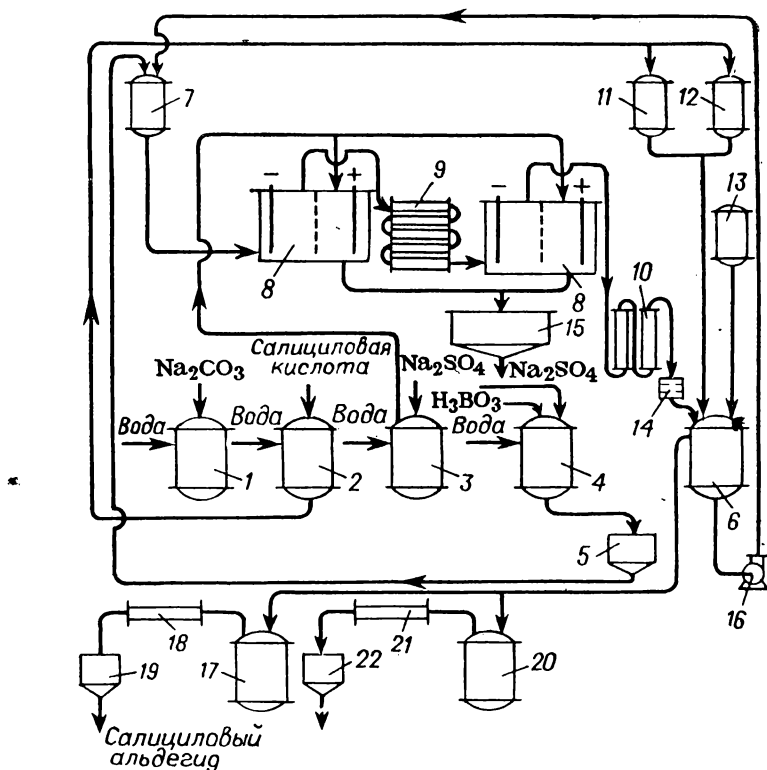 7
11
12
− +
9
13
− +
8
8
10
15
Салициловая
кислота
Na₂CO₃
Na₂SO₄
Na₂SO₄
H₃BO₃
14
Вода
Вода
Вода
Вода
1
2
3
4
6
5
16
18
21
19
17
22
20
Салициловый
альдегид